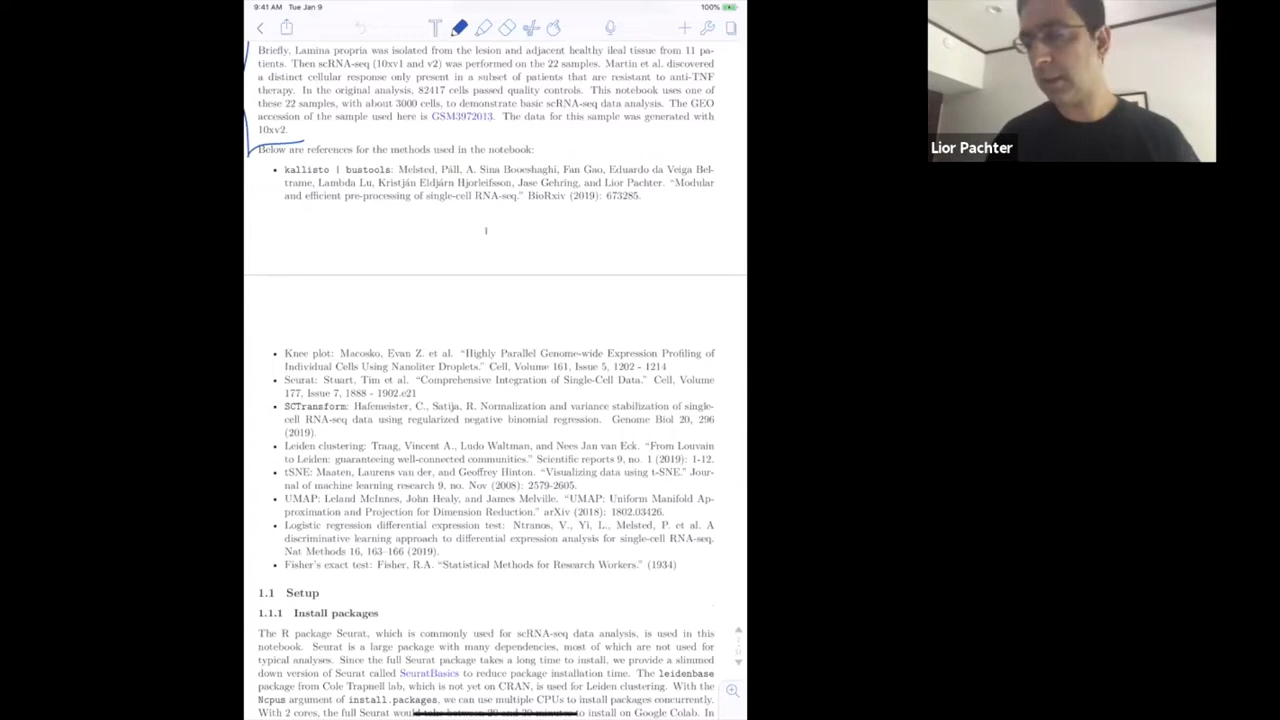 9:41 AM Tue Jan 9
100%
Briefly, Lamina propria was isolated from the lesion and adjacent healthy ileal tissue from 11 pa-
tients. Then scRNA-seq (10xv1 and v2) was performed on the 22 samples. Martin et al. discovered
a distinct cellular response only present in a subset of patients that are resistant to anti-TNF
therapy. In the original analysis, 82417 cells passed quality controls. This notebook uses one of
these 22 samples, with about 3000 cells, to demonstrate basic scRNA-seq data analysis. The GEO
accession of the sample used here is GSM3972013. The data for this sample was generated with
10xv2.
Below are references for the methods used in the notebook:
• kallisto | bustools: Melsted, Páll, A. Sina Booeshaghi, Fan Gao, Eduardo da Veiga Bel-
trame, Lambda Lu, Kristján Eldjárn Hjorleifsson, Jase Gehring, and Lior Pachter. “Modular
and efficient pre-processing of single-cell RNA-seq.” BioRxiv (2019): 673285.
• Knee plot: Macosko, Evan Z. et al. “Highly Parallel Genome-wide Expression Profiling of
Individual Cells Using Nanoliter Droplets.” Cell, Volume 161, Issue 5, 1202 - 1214
• Seurat: Stuart, Tim et al. “Comprehensive Integration of Single-Cell Data.” Cell, Volume
177, Issue 7, 1888 - 1902.e21
• SCTransform: Hafemeister, C., Satija, R. Normalization and variance stabilization of single-
cell RNA-seq data using regularized negative binomial regression. Genome Biol 20, 296
(2019).
• Leiden clustering: Traag, Vincent A., Ludo Waltman, and Nees Jan van Eck. “From Louvain
to Leiden: guaranteeing well-connected communities.” Scientific reports 9, no. 1 (2019): 1-12.
• tSNE: Maaten, Laurens van der, and Geoffrey Hinton. “Visualizing data using t-SNE.” Jour-
nal of machine learning research 9, no. Nov (2008): 2579-2605.
• UMAP: Leland McInnes, John Healy, and James Melville. “UMAP: Uniform Manifold Ap-
proximation and Projection for Dimension Reduction.” arXiv (2018): 1802.03426.
• Logistic regression differential expression test: Ntranos, V., Yi, L., Melsted, P. et al. A
discriminative learning approach to differential expression analysis for single-cell RNA-seq.
Nat Methods 16, 163–166 (2019).
• Fisher's exact test: Fisher, R.A. “Statistical Methods for Research Workers.” (1934)
1.1 Setup
1.1.1 Install packages
The R package Seurat, which is commonly used for scRNA-seq data analysis, is used in this
notebook. Seurat is a large package with many dependencies, most of which are not used for
typical analyses. Since the full Seurat package takes a long time to install, we provide a slimmed
down version of Seurat called SeuratBasics to reduce package installation time. The leidenbase
package from Cole Trapnell lab, which is not yet on CRAN, is used for Leiden clustering. With the
Ncpus argument of install.packages, we can use multiple CPUs to install packages concurrently.
With 2 cores, the full Seurat would take between 20 and 30 minutes to install on Google Colab. In
Lior Pachter